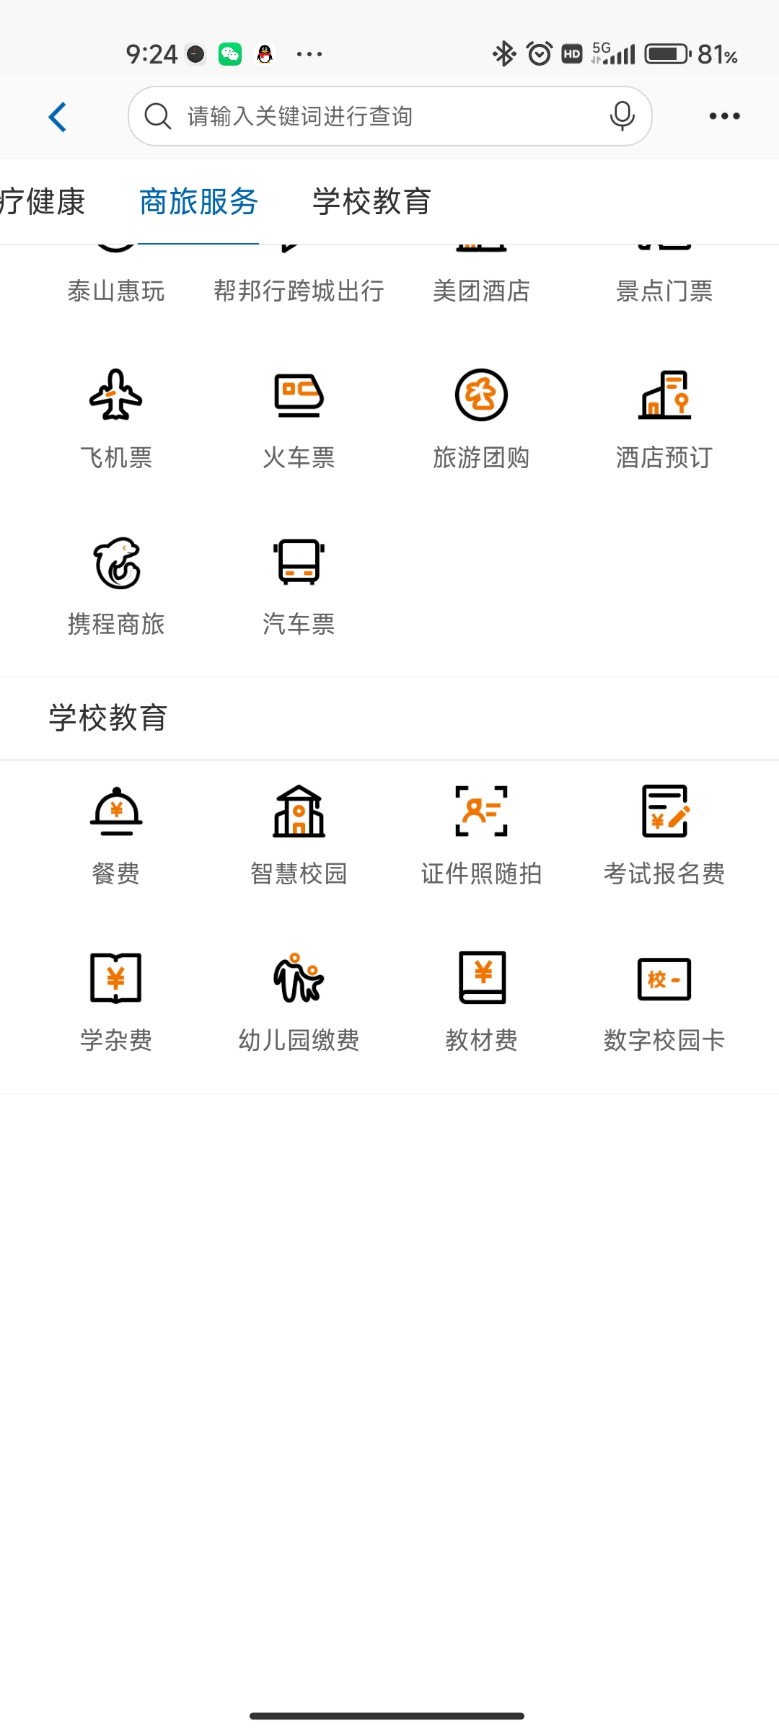 9:24
HD 5G 81%
请输入关键词进行查询
疗健康 商旅服务 学校教育
泰山惠玩 帮邦行跨城出行 美团酒店 景点门票
飞机票 火车票 旅游团购 酒店预订
携程商旅 汽车票
学校教育
¥ ¥
餐费 智慧校园 证件照随拍 考试报名费
¥ ¥ 校
学杂费 幼儿园缴费 教材费 数字校园卡